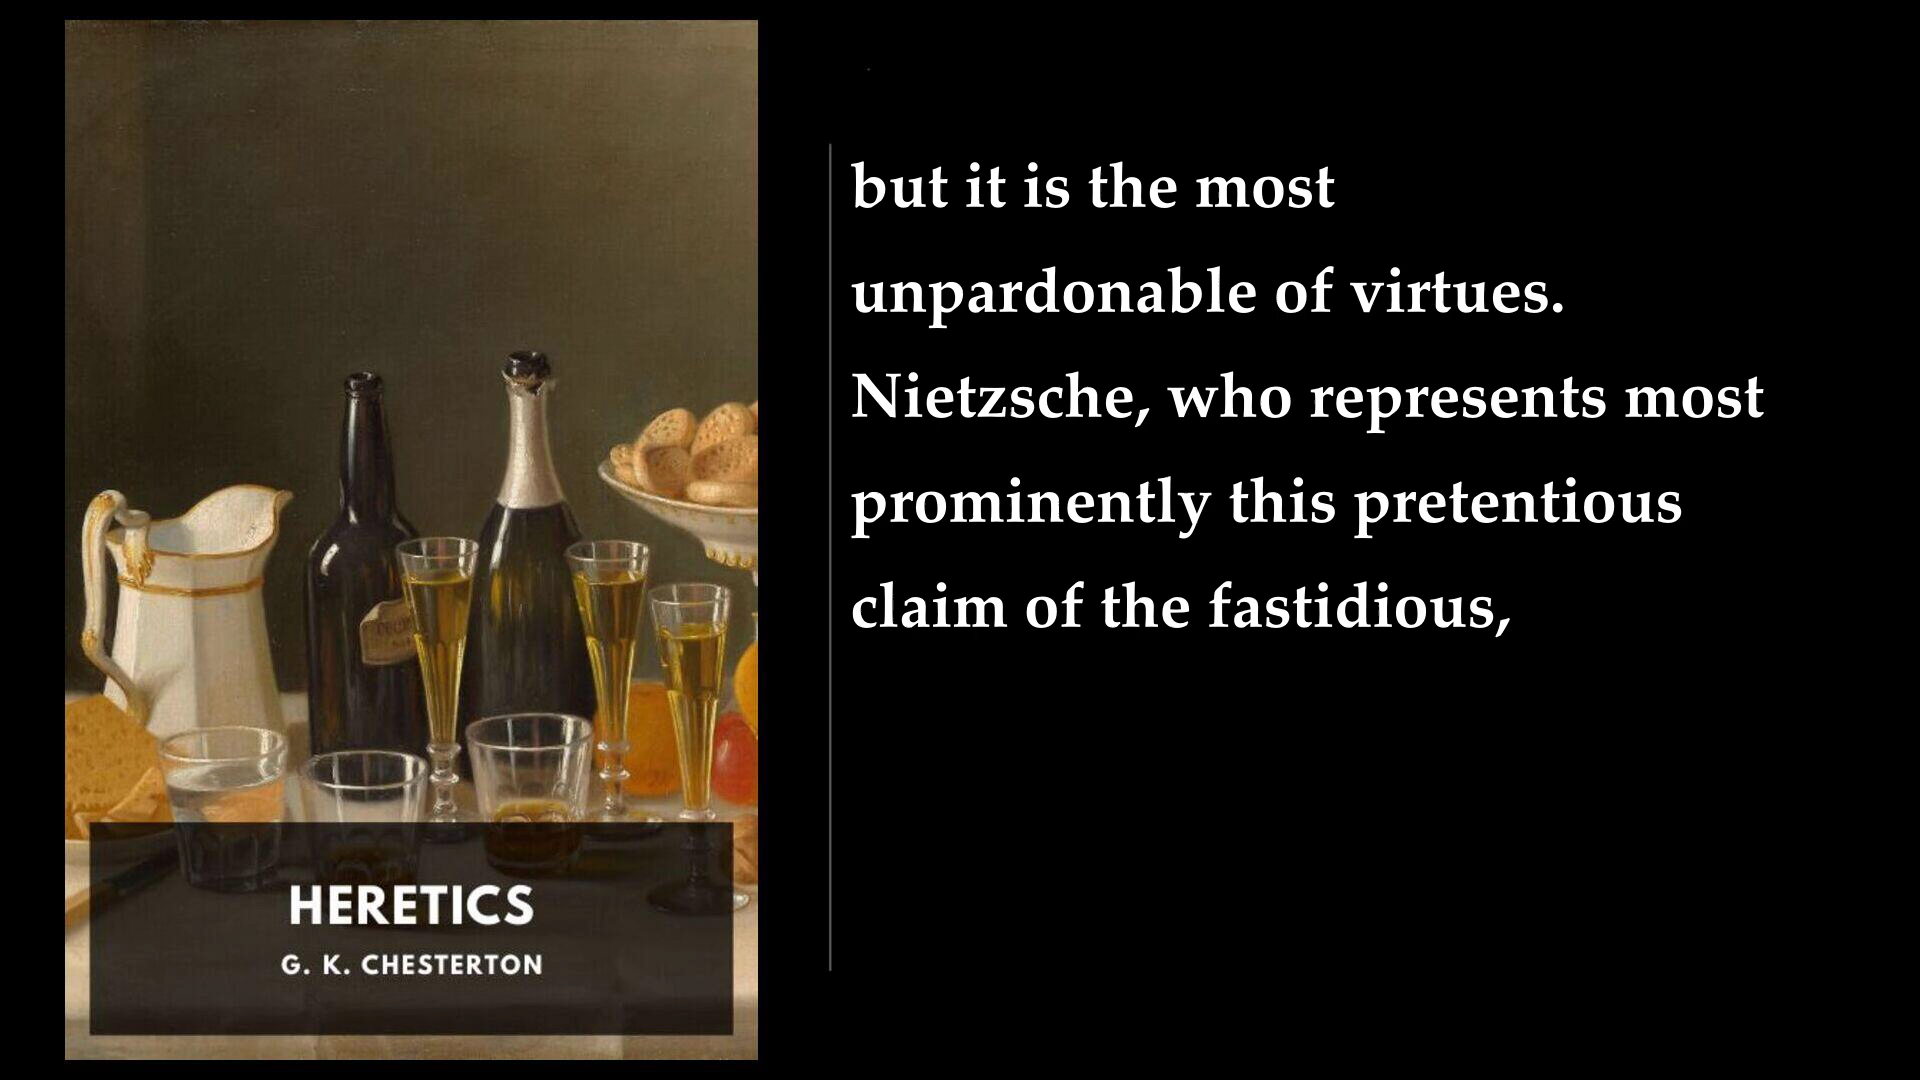 but it is the most
unpardonable of virtues.
Nietzsche, who represents most
prominently this pretentious
claim of the fastidious,
HERETICS
G. K. CHESTERTON